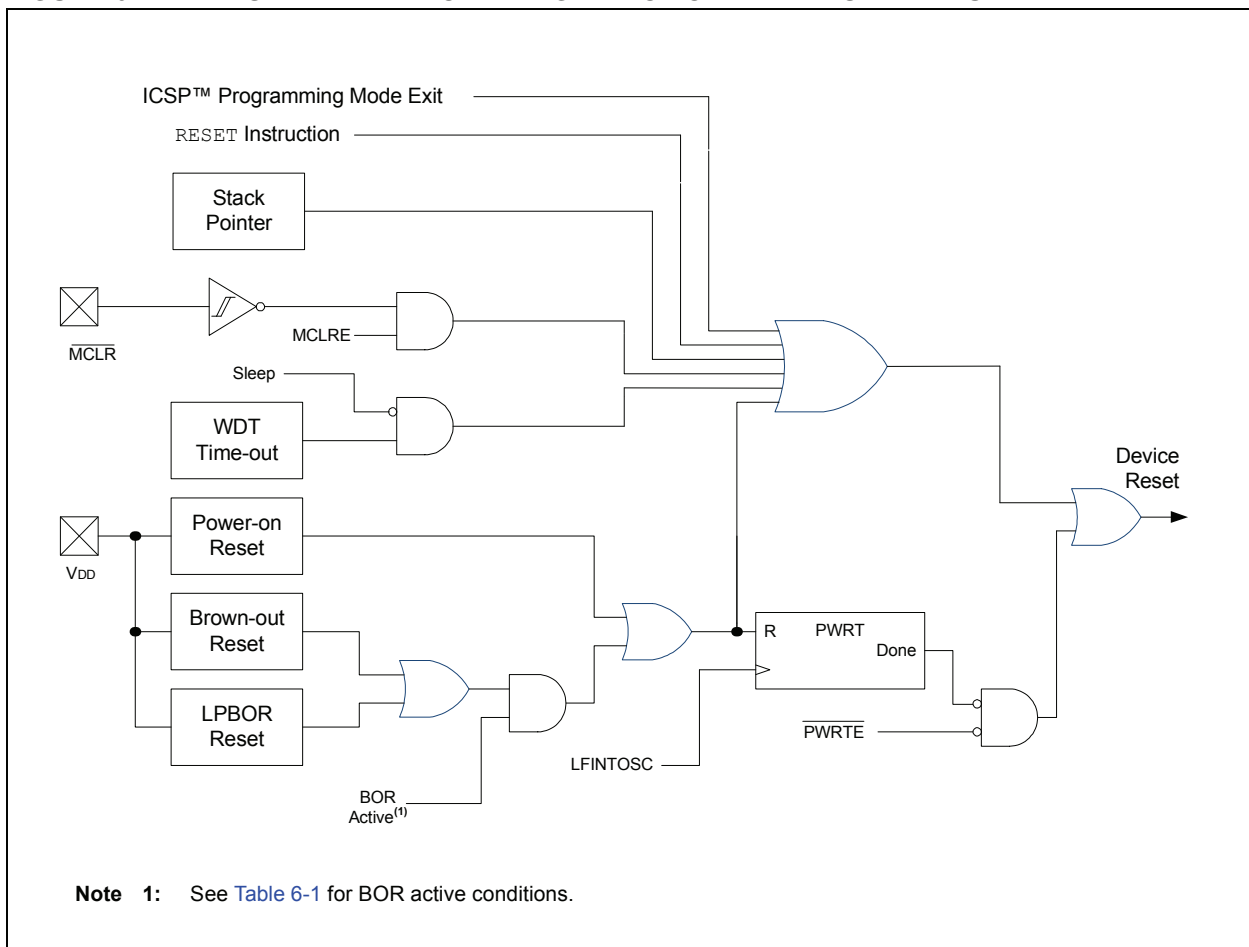 ICSP™ Programming Mode Exit
RESET Instruction
Stack
Pointer
MCLR
MCLRE
Sleep
WDT
Time-out
Device
Reset
VDD
Power-on
Reset
Brown-out
Reset
LPBOR
Reset
R PWRT
Done
PWRTE
LFINTOSC
BOR
Active(1)
Note 1: See Table 6-1 for BOR active conditions.